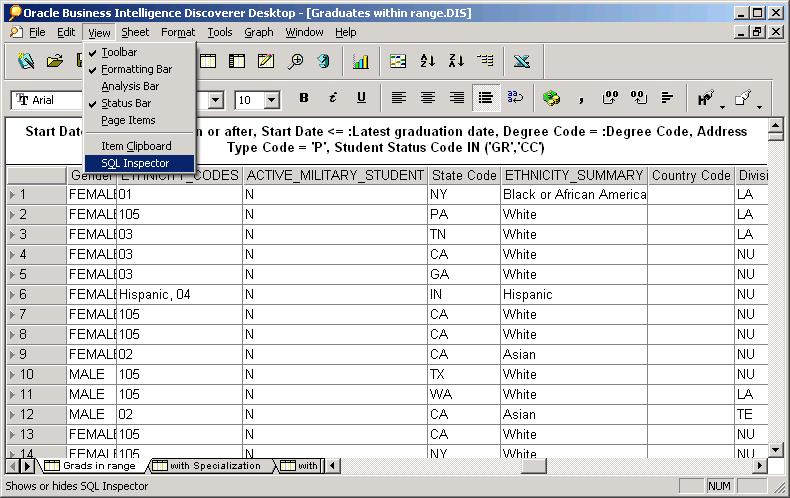 Oracle Business Intelligence Discoverer Desktop - [Graduates within range.DIS]
File Edit View Sheet Format Tools Graph Window Help
Toolbar
Formatting Bar
Analysis Bar
Status Bar
Page Items
Item Clipboard
SQL Inspector
Arial 10 B i U
Start Dat n or after, Start Date <= :Latest graduation date, Degree Code = :Degree Code, Address
Type Code = 'P', Student Status Code IN ('GR','CC')
Gender ETHNICITY_CODES ACTIVE_MILITARY_STUDENT State Code ETHNICITY_SUMMARY Country Code Divisi
1 FEMALE 01 N NY Black or African America LA
2 FEMALE 105 N PA White LA
3 FEMALE 03 N TN White LA
4 FEMALE 03 N CA White NU
5 FEMALE 03 N GA White NU
6 FEMALE Hispanic, 04 N IN Hispanic NU
7 FEMALE 105 N CA White NU
8 FEMALE 105 N CA White NU
9 FEMALE 02 N CA Asian NU
10 MALE 105 N TX White NU
11 MALE 105 N WA White LA
12 MALE 02 N CA Asian TE
13 FEMALE 105 N CA White NU
14 FEMALE 105 N NY White NU
Grads in range with Specialization with
Shows or hides SQL Inspector NUM